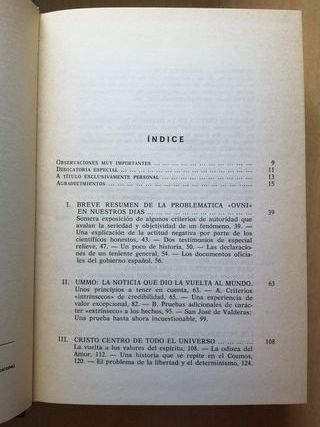 ÍNDICE
OBSERVACIONES MUY IMPORTANTES ... ... ... ... ... ... ... ... ... 9
DEDICATORIA ESPECIAL ... ... ... ... ... ... ... ... ... ... ... 11
A TÍTULO EXCLUSIVAMENTE PERSONAL ... ... ... ... ... ... ... ... 13
AGRADECIMIENTOS ... ... ... ... ... ... ... ... ... ... ... ... 15
I. BREVE RESUMEN DE LA PROBLEMATICA «OVNI»
EN NUESTROS DÍAS ... ... ... ... ... ... ... ... ... ... 39
Somera exposición de algunos criterios de autoridad que
avalan la seriedad y objetividad de un fenómeno, 39. —
Una explicación de la actitud negativa por parte de los
científicos honestos, 43. — Dos testimonios de especial
relieve, 47. — Un poco de historia, 50. — Las declaracio-
nes de un teniente general, 54. — Los documentos oficia-
les del gobierno español, 56.
II. UMMO: LA NOTICIA QUE DIO LA VUELTA AL MUNDO. 63
Unos principios a tener en cuenta, 63. — A. Criterios
«intrínsecos» de credibilidad, 65. — Una experiencia de
valor excepcional, 82. — B. Pruebas adicionales de carác-
ter «extrínseco» a los hechos, 95. — San José de Valderas:
Una prueba hasta ahora incuestionable, 99.
III. CRISTO CENTRO DE TODO EL UNIVERSO ... ... ... 108
La vuelta a los valores del espíritu, 108. — La odisea del
Amor, 112. — Una historia que se repite en el Cosmos,
120. — El problema de la libertad y el determinismo, 124.